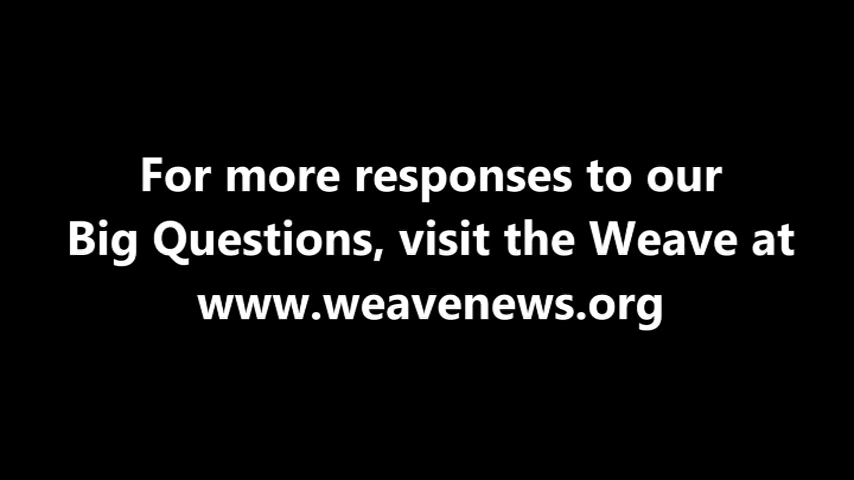 For more responses to our
Big Questions, visit the Weave at
www.weavenews.org